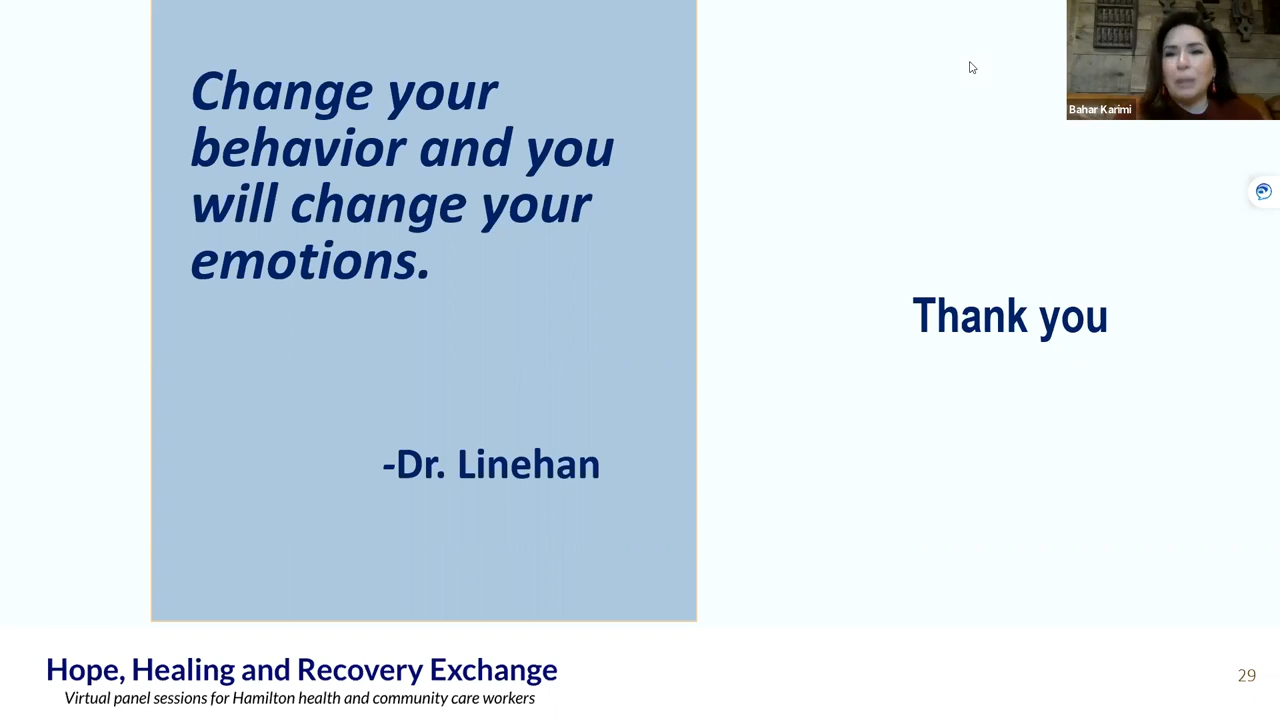 Change your
behavior and you
will change your
emotions.
-Dr. Linehan
Thank you
Bahar Karimi
Hope, Healing and Recovery Exchange
Virtual panel sessions for Hamilton health and community care workers
29